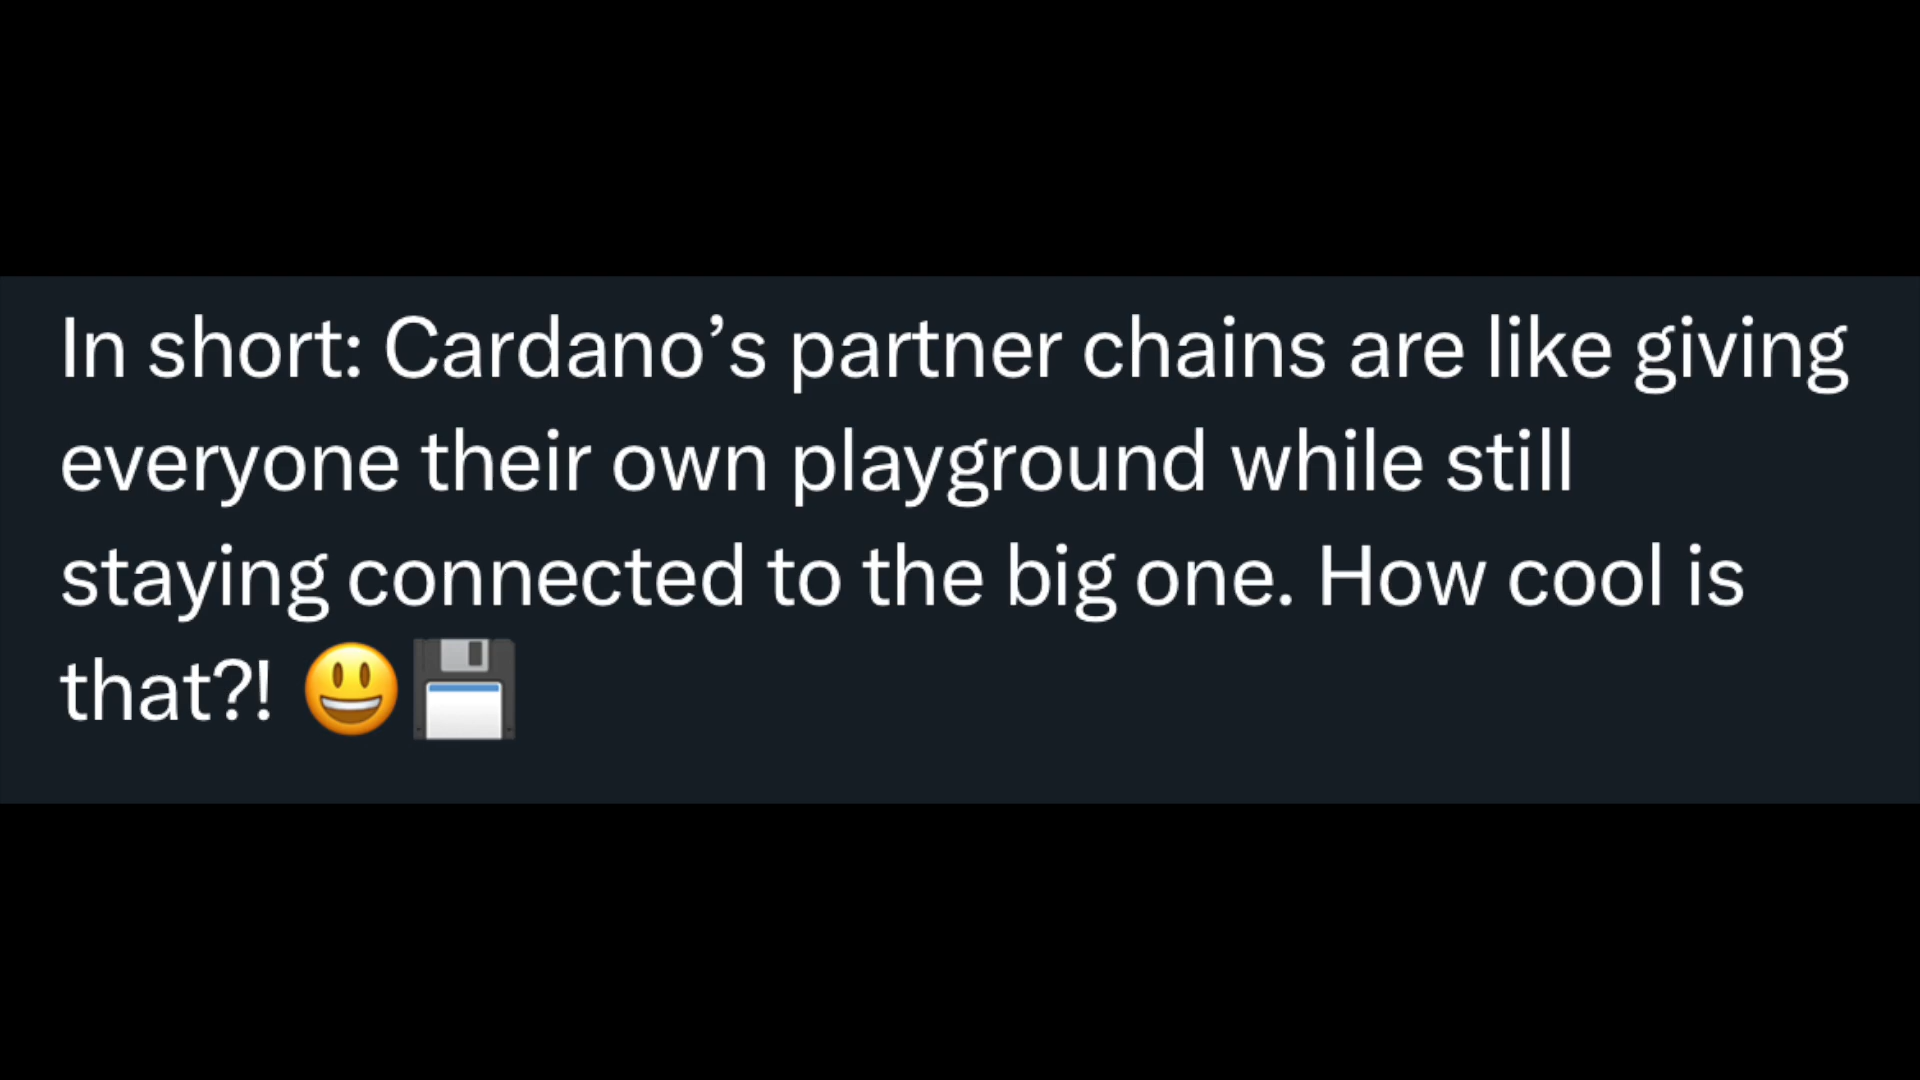 In short: Cardano’s partner chains are like giving
everyone their own playground while still
staying connected to the big one. How cool is
that?! 😃💾